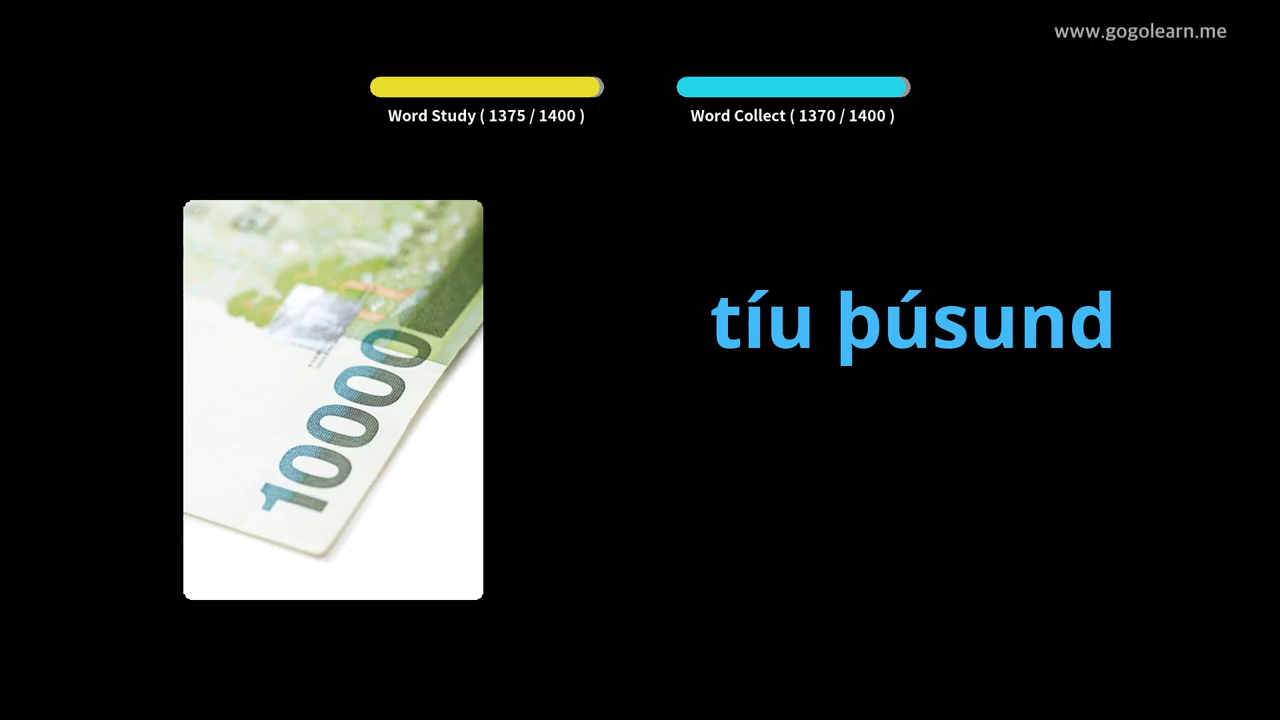 www.gogolearn.me
Word Study ( 1375 / 1400 )
Word Collect ( 1370 / 1400 )
tíu þúsund
10000